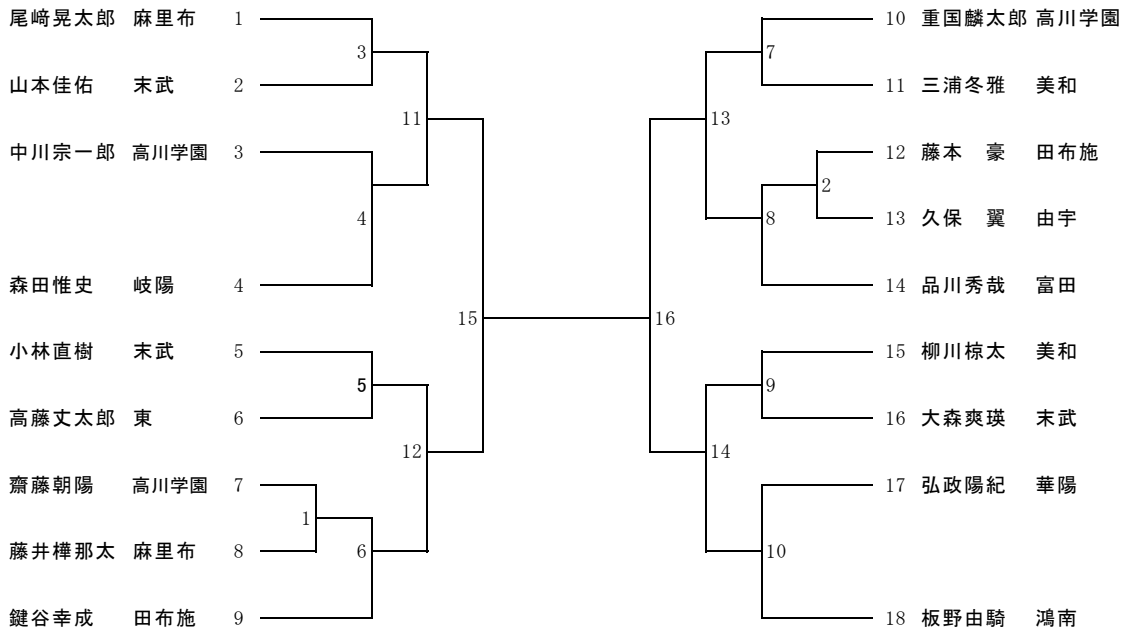 尾﨑晃太郎 麻里布 1
山本佳佑 末武 2
中川宗一郎 高川学園 3
森田惟史 岐陽 4
小林直樹 末武 5
高藤丈太郎 東 6
齋藤朝陽 高川学園 7
藤井樺那太 麻里布 8
鍵谷幸成 田布施 9
3
11
4
15
5
12
1
6
10 重国麟太郎 高川学園
11 三浦冬雅 美和
12 藤本 豪 田布施
13 久保 翼 由宇
14 品川秀哉 富田
15 柳川椋太 美和
16 大森爽瑛 末武
17 弘政陽紀 華陽
18 板野由騎 鴻南
7
13
2
8
16
9
14
10